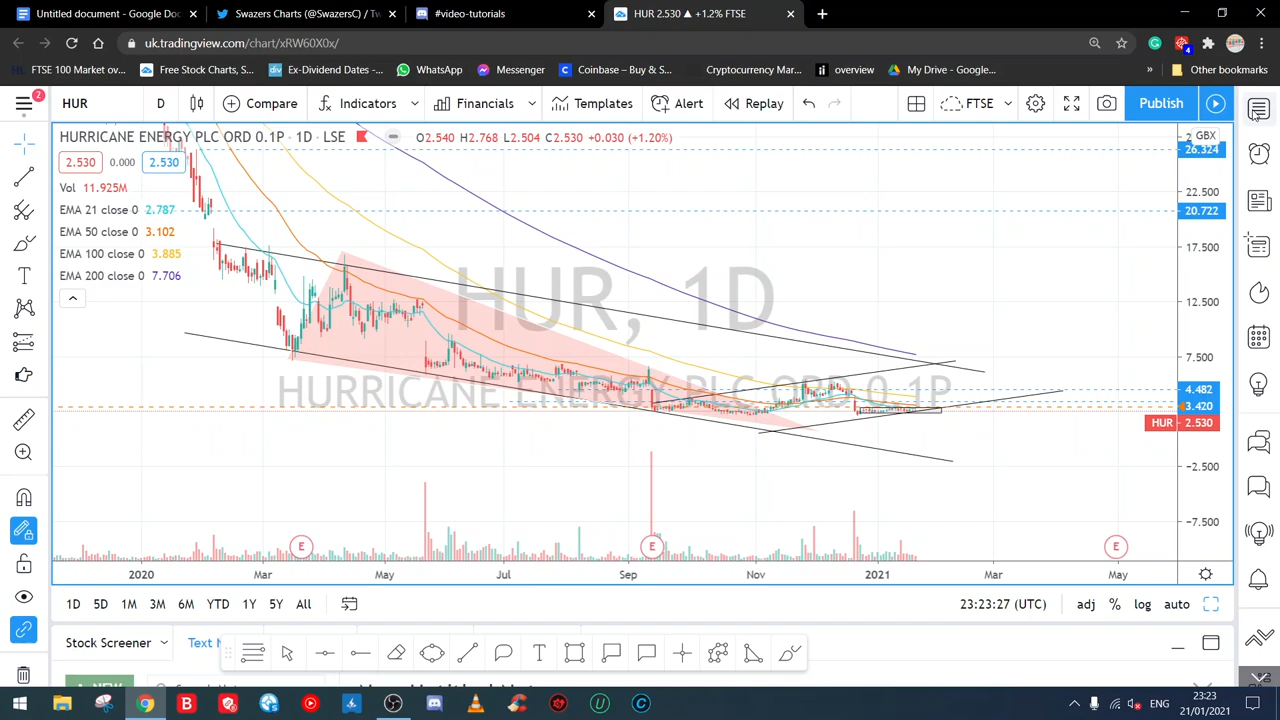 Untitled document - Google Doc
Swazers Charts (@SwazersC) / Tw
#video-tutorials
HUR 2.530 ▲ +1.2% FTSE
uk.tradingview.com/chart/xRW60X0x/
4
FTSE 100 Market ov...
Free Stock Charts, S...
Ex-Dividend Dates -...
WhatsApp
Messenger
Coinbase – Buy & S...
Cryptocurrency Mar...
overview
My Drive - Google...
»
Other bookmarks
2
HUR
D
Compare
Indicators
Financials
Templates
Alert
Replay
FTSE
Publish
HURRICANE ENERGY PLC ORD 0.1P · 1D · LSE
O2.540 H2.768 L2.504 C2.530 +0.030 (+1.20%)
GBX
26.324
2.530
0.000
2.530
Vol 11.925M
22.500
EMA 21 close 0 2.787
20.722
EMA 50 close 0 3.102
EMA 100 close 0 3.885
17.500
EMA 200 close 0 7.706
HUR, 1D
12.500
7.500
HURRICANE ENERGY PLC ORD 0.1P
4.482
3.420
HUR 2.530
-2.500
-7.500
E
E
E
2020
Mar
May
Jul
Sep
Nov
2021
Mar
May
1D
5D
1M
3M
6M
YTD
1Y
5Y
All
23:23:27 (UTC)
adj
%
log
auto
Stock Screener
Text N
23:23
ENG
21/01/2021